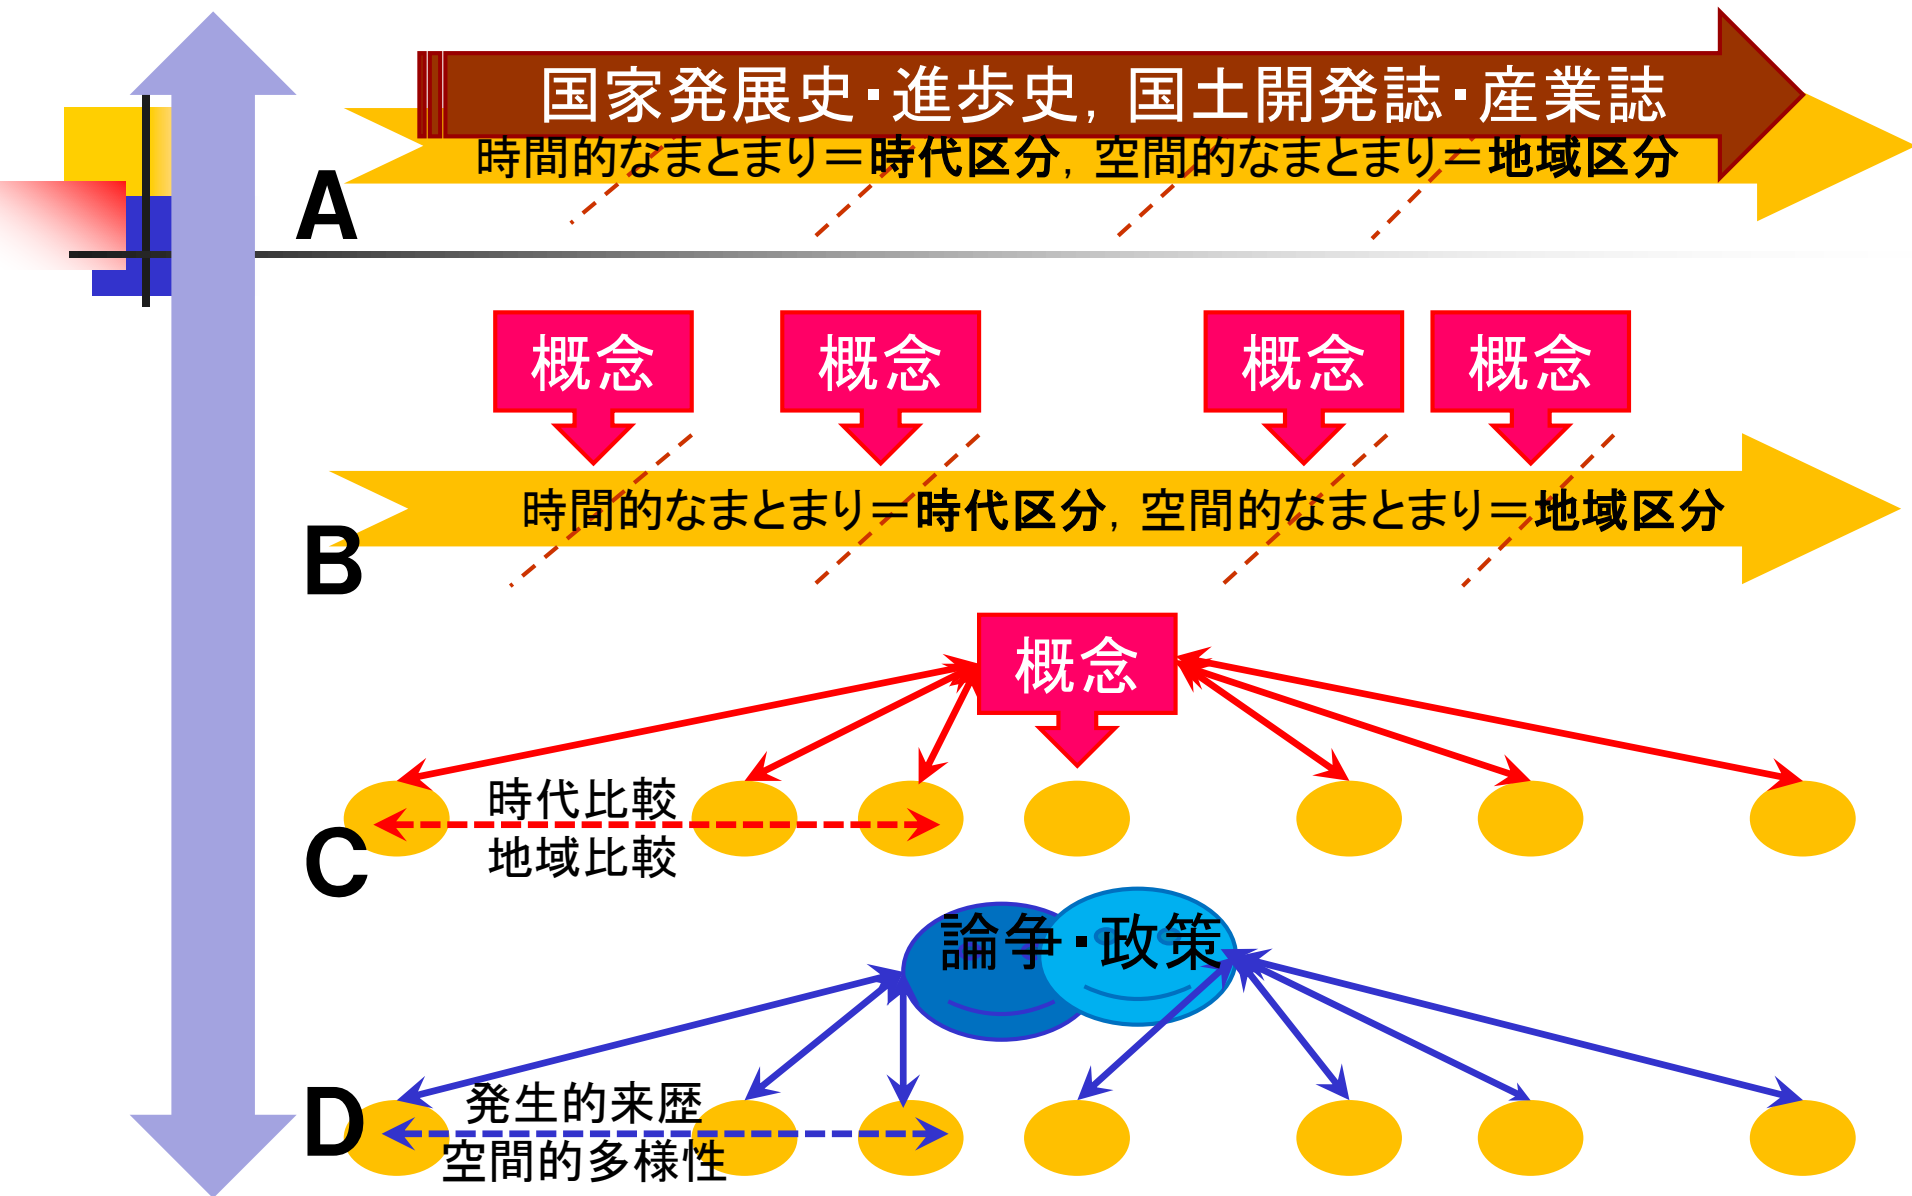 国家発展史・進歩史，国土開発誌・産業誌
時間的なまとまり＝時代区分，空間的なまとまり＝地域区分
A
概念
概念
概念
概念
時間的なまとまり＝時代区分，空間的なまとまり＝地域区分
B
概念
時代比較
地域比較
C
論争・政策
発生的来歴
空間的多様性
D